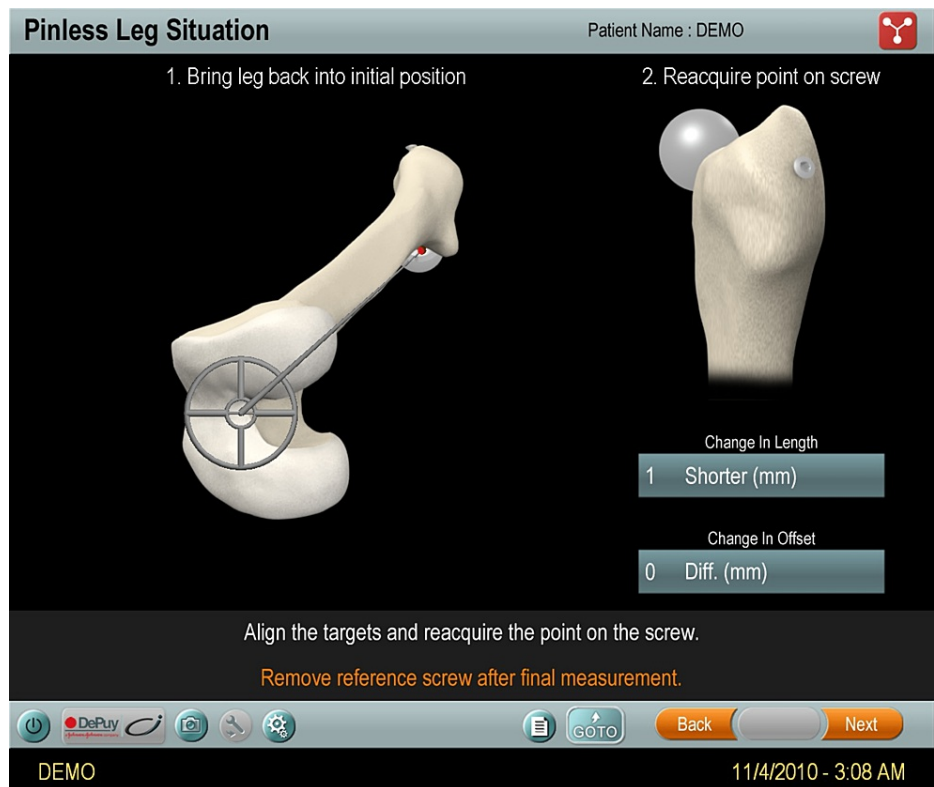 Pinless Leg Situation
Patient Name : DEMO
1. Bring leg back into initial position
2. Reacquire point on screw
Change In Length
1 Shorter (mm)
Change In Offset
0 Diff. (mm)
Align the targets and reacquire the point on the screw.
Remove reference screw after final measurement.
DePuy
GOTO
Back
Next
DEMO
11/4/2010 - 3:08 AM